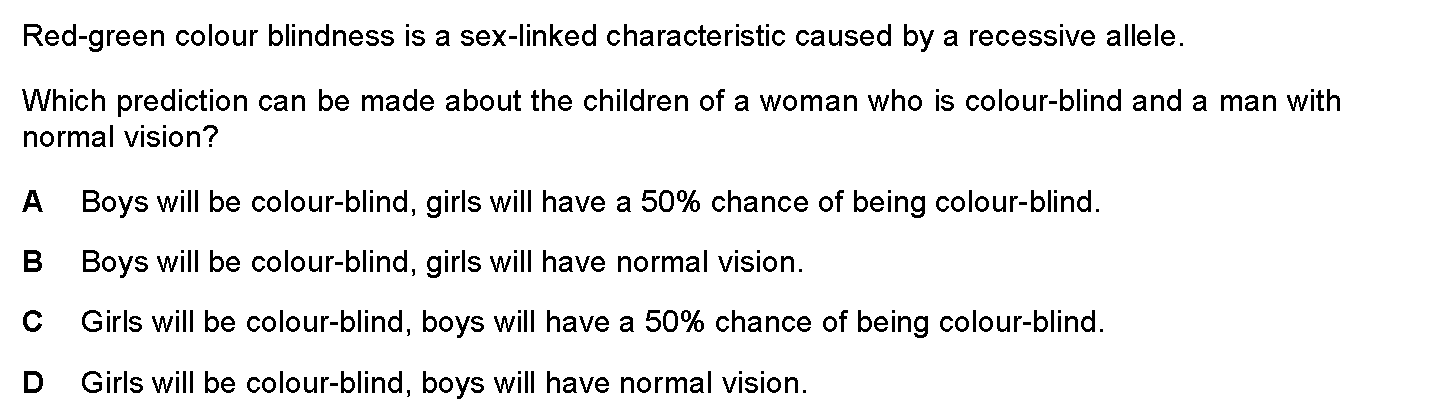 Red-green colour blindness is a sex-linked characteristic caused by a recessive allele.
Which prediction can be made about the children of a woman who is colour-blind and a man with
normal vision?
A Boys will be colour-blind, girls will have a 50% chance of being colour-blind.
B Boys will be colour-blind, girls will have normal vision.
C Girls will be colour-blind, boys will have a 50% chance of being colour-blind.
D Girls will be colour-blind, boys will have normal vision.